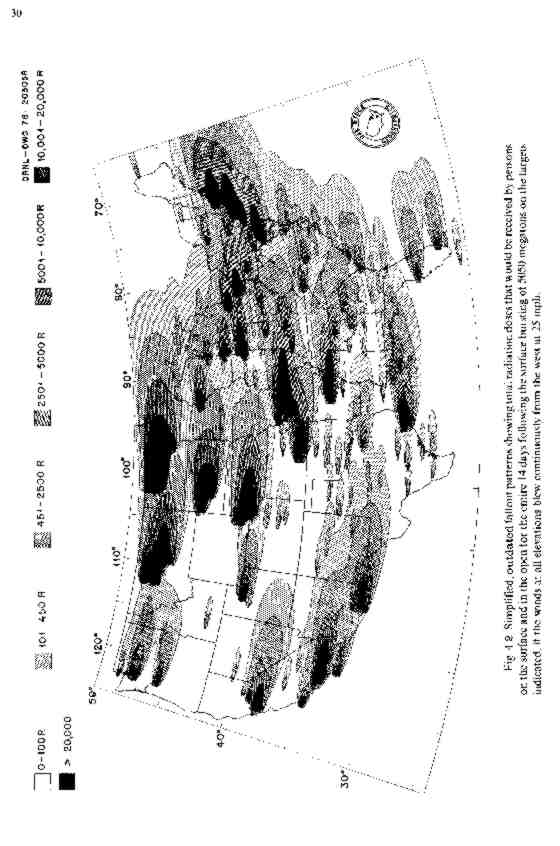 30
ORNL-DWG 78-20305R
0-100 R
101-450 R
451-2500 R
2501-5000 R
5001-10,000R
10,001-20,000 R
> 20,000
50°
120°
110°
100°
90°
80°
70°
40°
30°
Fig. 4.2. Simplified, outdated fallout patterns showing total radiation doses that would be received by persons
on the surface and in the open for the entire 14 days following the surface bursting of 5050 megatons on the targets
indicated, if the winds at all elevations blew continuously from the west at 25 mph.